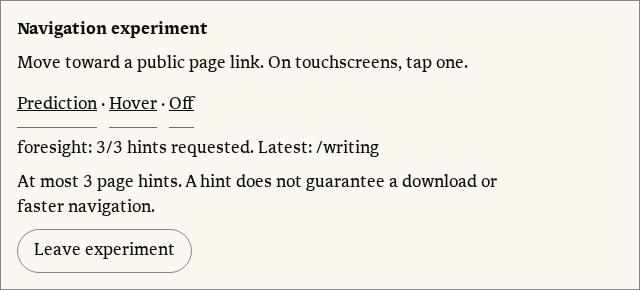 Navigation experiment
Move toward a public page link. On touchscreens, tap one.
Prediction · Hover · Off
foresight: 3/3 hints requested. Latest: /writing
At most 3 page hints. A hint does not guarantee a download or
faster navigation.
Leave experiment